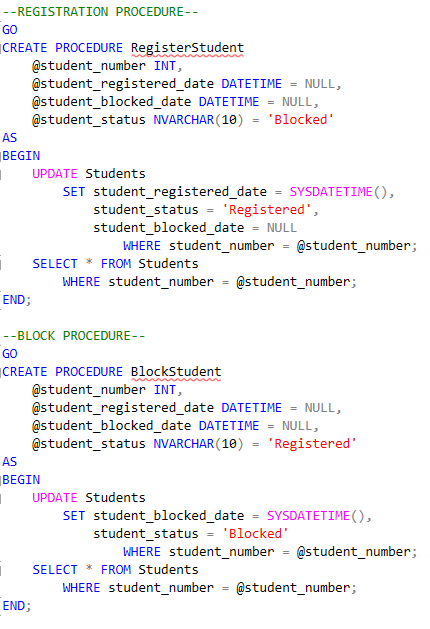 --REGISTRATION PROCEDURE--
GO
CREATE PROCEDURE RegisterStudent
    @student_number INT,
    @student_registered_date DATETIME = NULL,
    @student_blocked_date DATETIME = NULL,
    @student_status NVARCHAR(10) = 'Blocked'
AS
BEGIN
    UPDATE Students
        SET student_registered_date = SYSDATETIME(),
            student_status = 'Registered',
            student_blocked_date = NULL
                WHERE student_number = @student_number;
    SELECT * FROM Students
        WHERE student_number = @student_number;
END;

--BLOCK PROCEDURE--
GO
CREATE PROCEDURE BlockStudent
    @student_number INT,
    @student_registered_date DATETIME = NULL,
    @student_blocked_date DATETIME = NULL,
    @student_status NVARCHAR(10) = 'Registered'
AS
BEGIN
    UPDATE Students
        SET student_blocked_date = SYSDATETIME(),
            student_status = 'Blocked'
                WHERE student_number = @student_number;
    SELECT * FROM Students
        WHERE student_number = @student_number;
END;